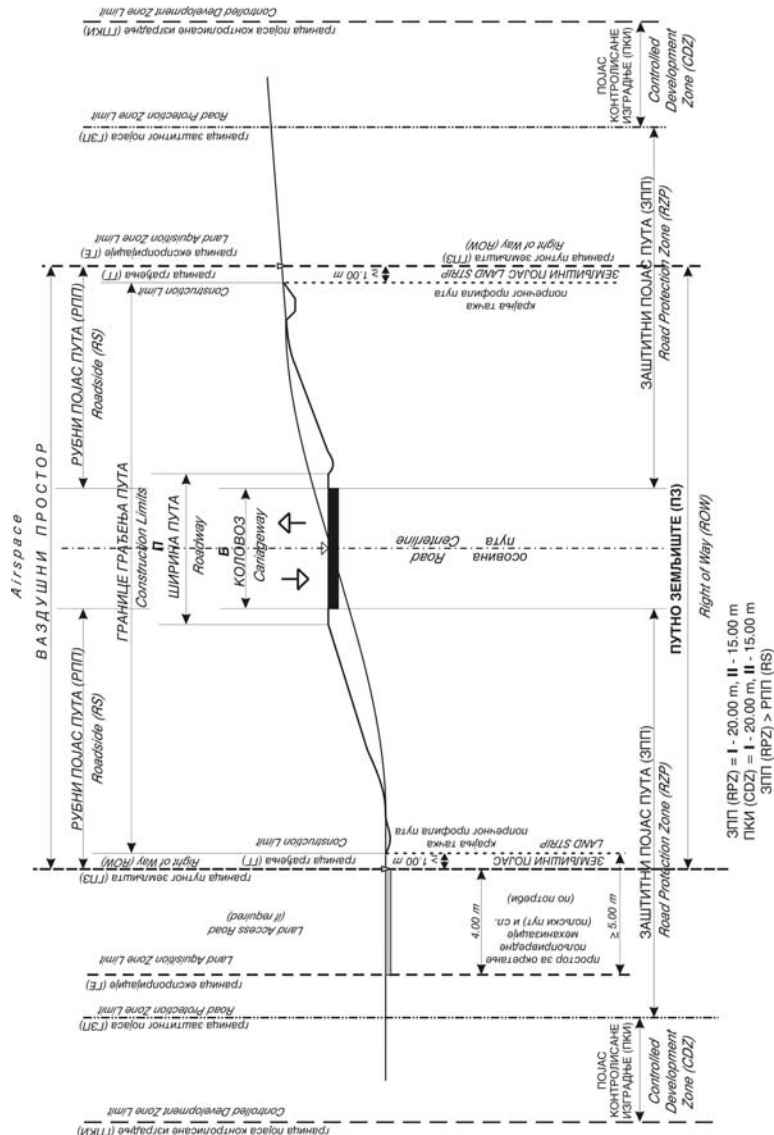 Airspace
ВАЗДУШНИ ПРОСТОР
РУБНИ ПОЈАС ПУТА (РПП)
Roadside (RS)
РУБНИ ПОЈАС ПУТА (РПП)
Roadside (RS)
ГРАНИЦЕ ГРАЂЕЊА ПУТА
Construction Limits
П
ШИРИНА ПУТА
Roadway
Б
КОЛОВОЗ
Cariageway
граница појаса контролисане изградње (ГПКИ)
Controlled Development Zone Limit
граница заштитног појаса (ГЗП)
Road Protection Zone Limit
граница експропријације (ГЕ)
Land Aquisition Zone Limit
Land Access Road
(if required)
граница путног земљишта (ГПЗ)
Right of Way (ROW)
граница грађења (ГГ)
Construction Limit
граница грађења (ГГ)
Construction Limit
граница експропријације (ГЕ)
Land Aquisition Zone Limit
граница заштитног појаса (ГЗП)
Road Protection Zone Limit
граница појаса контролисане изградње (ГПКИ)
Controlled Development Zone Limit
≥ 1.00 m
≥ 1.00 m
4.00 m
≥ 5.00 m
простор за окретање
пољопривредне
механизације
(пољски пут) и сл.
(по потреби)
ЗЕМЉИШНИ ПОЈАС
LAND STRIP
крајња тачка
попречног профила пута
осовина
пута
Road
Centerline
крајња тачка
попречног профила
пута
ЗЕМЉИШНИ ПОЈАС LAND STRIP
граница путног земљишта (ГПЗ)
Right of Way (ROW)
ПОЈАС
КОНТРОЛИСАНЕ
ИЗГРАДЊЕ (ПКИ)
Controlled
Development
Zone (CDZ)
ЗАШТИТНИ ПОЈАС ПУТА (ЗПП)
Road Protection Zone (RZP)
ПУТНО ЗЕМЉИШТЕ (ПЗ)
Right of Way (ROW)
ЗАШТИТНИ ПОЈАС ПУТА (ЗПП)
Road Protection Zone (RZP)
ПОЈАС
КОНТРОЛИСАНЕ
ИЗГРАДЊЕ (ПКИ)
Controlled
Development
Zone (CDZ)
ЗПП (RPZ) = I - 20.00 m, II - 15.00 m
ПКИ (CDZ) = I - 20.00 m, II - 15.00 m
ЗПП (RPZ) > РПП (RS)